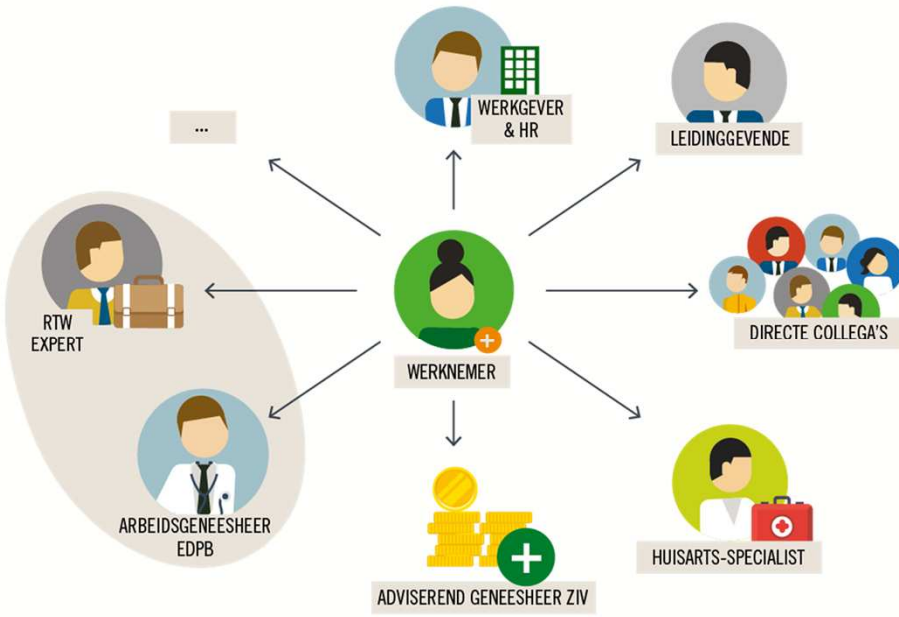 ...
WERKGEVER
& HR
LEIDINGGEVENDE
RTW
EXPERT
WERKNEMER
DIRECTE COLLEGA'S
ARBEIDSGENEESHEER
EDPB
ADVISEREND GENEESHEER ZIV
HUISARTS-SPECIALIST